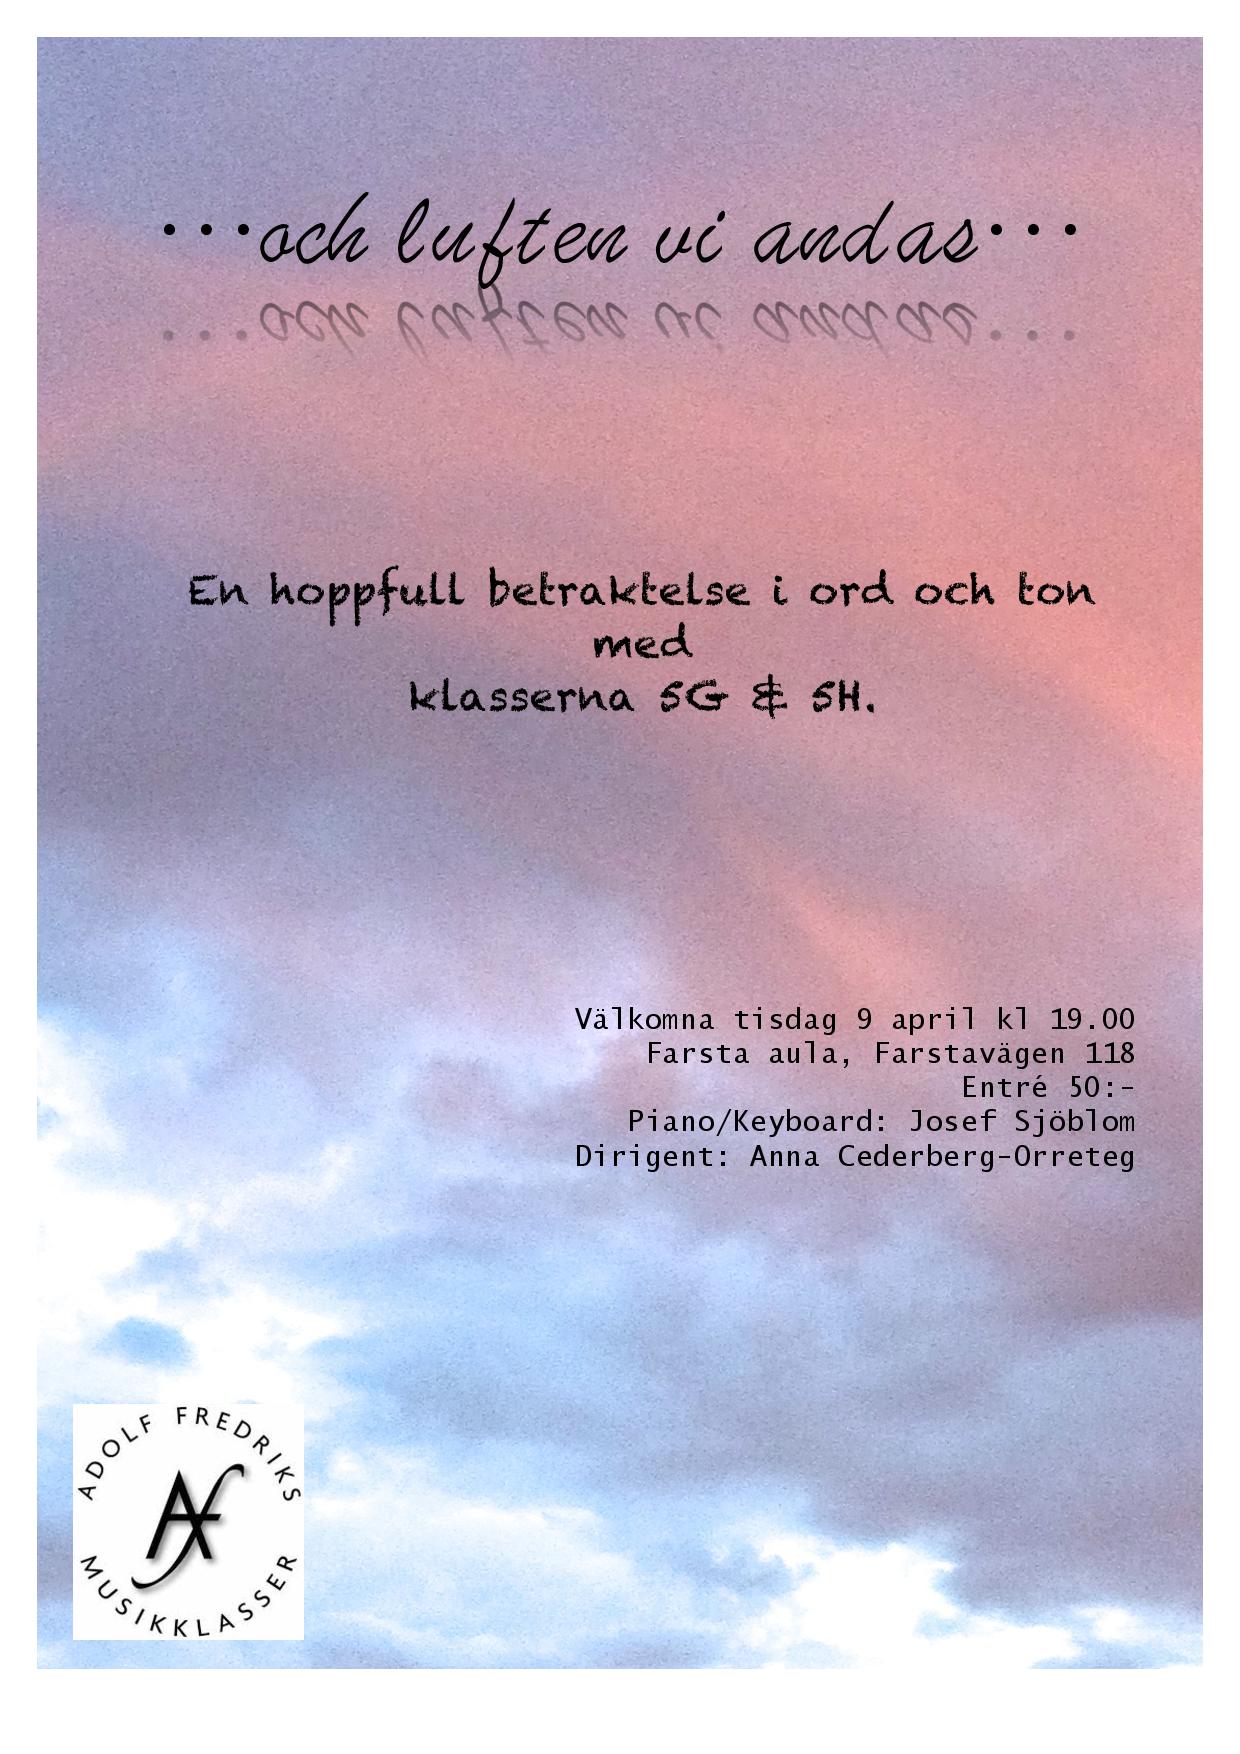 ...och luften vi andas...
En hoppfull betraktelse i ord och ton
med
klasserna 5G & 5H.
Välkomna tisdag 9 april kl 19.00
Farsta aula, Farstavägen 118
Entré 50:-
Piano/Keyboard: Josef Sjöblom
Dirigent: Anna Cederberg-Orreteg
ADOLF FREDRIKS
AF
MUSIKKLASSER